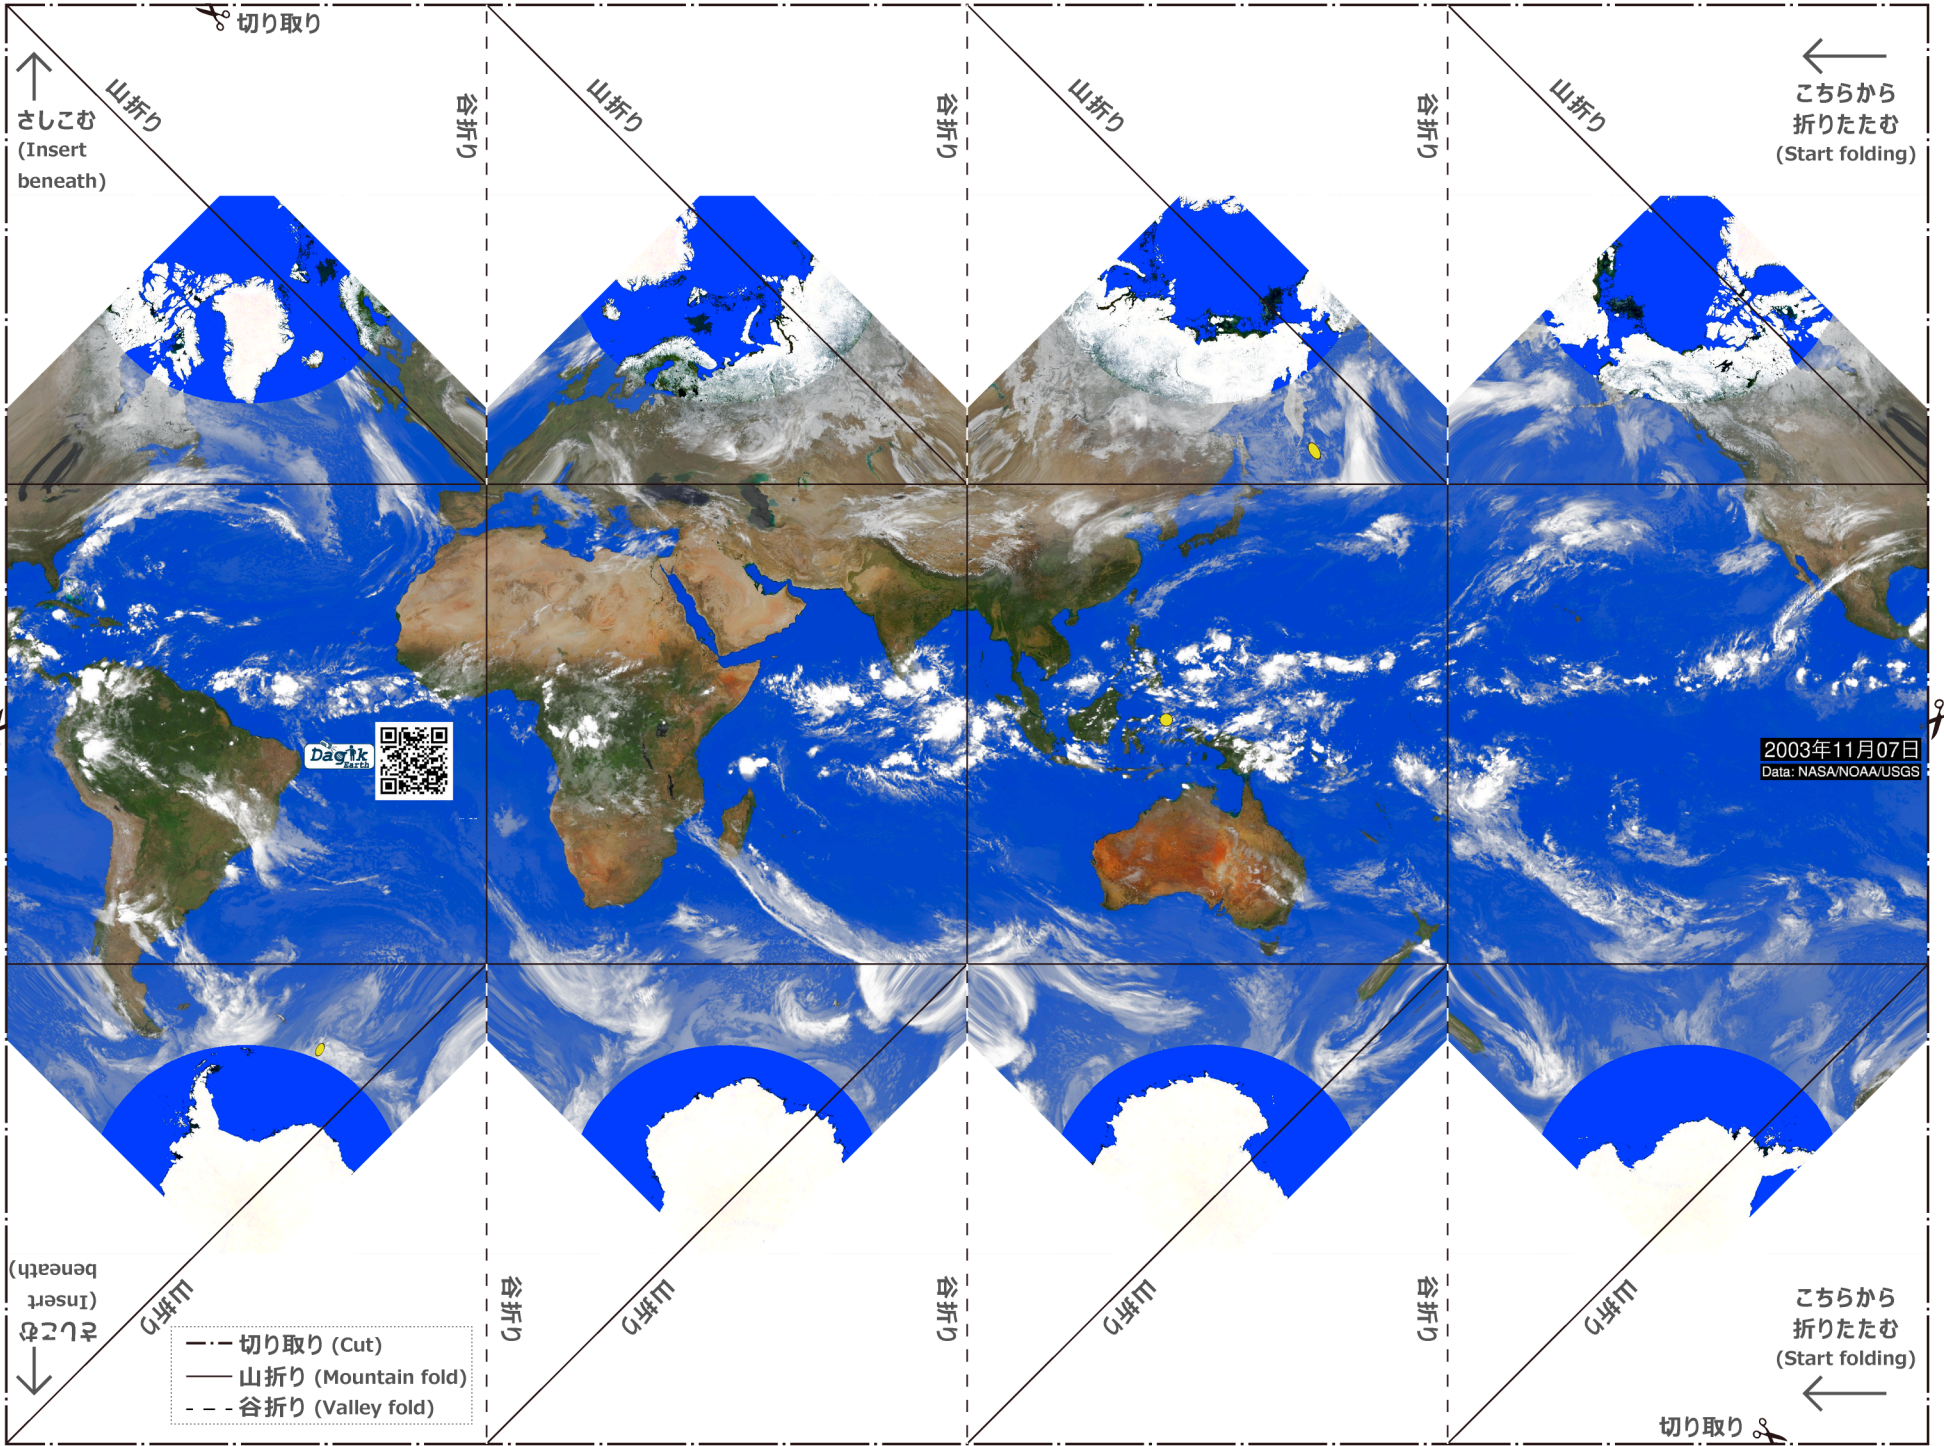 切り取り
山折り
谷折り
山折り
谷折り
山折り
谷折り
山折り
さしこむ
(Insert
beneath)
こちらから
折りたたむ
(Start folding)
Dagik
Earth
2003年11月07日
Data: NASA/NOAA/USGS
さしこむ
(Insert
beneath)
山折り
谷折り
山折り
谷折り
山折り
谷折り
山折り
こちらから
折りたたむ
(Start folding)
切り取り (Cut)
山折り (Mountain fold)
谷折り (Valley fold)
切り取り